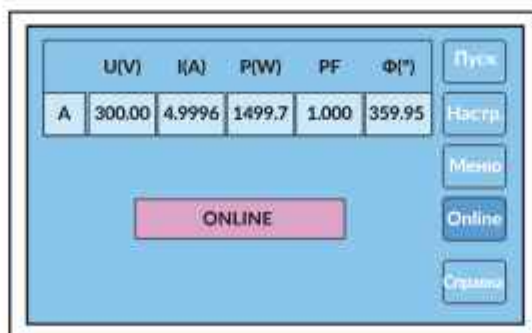 U(V) I(A) P(W) PF Φ(°)
A 300.00 4.9996 1499.7 1.000 359.95
ONLINE
Пуск
Настр.
Меню
Online
Справка